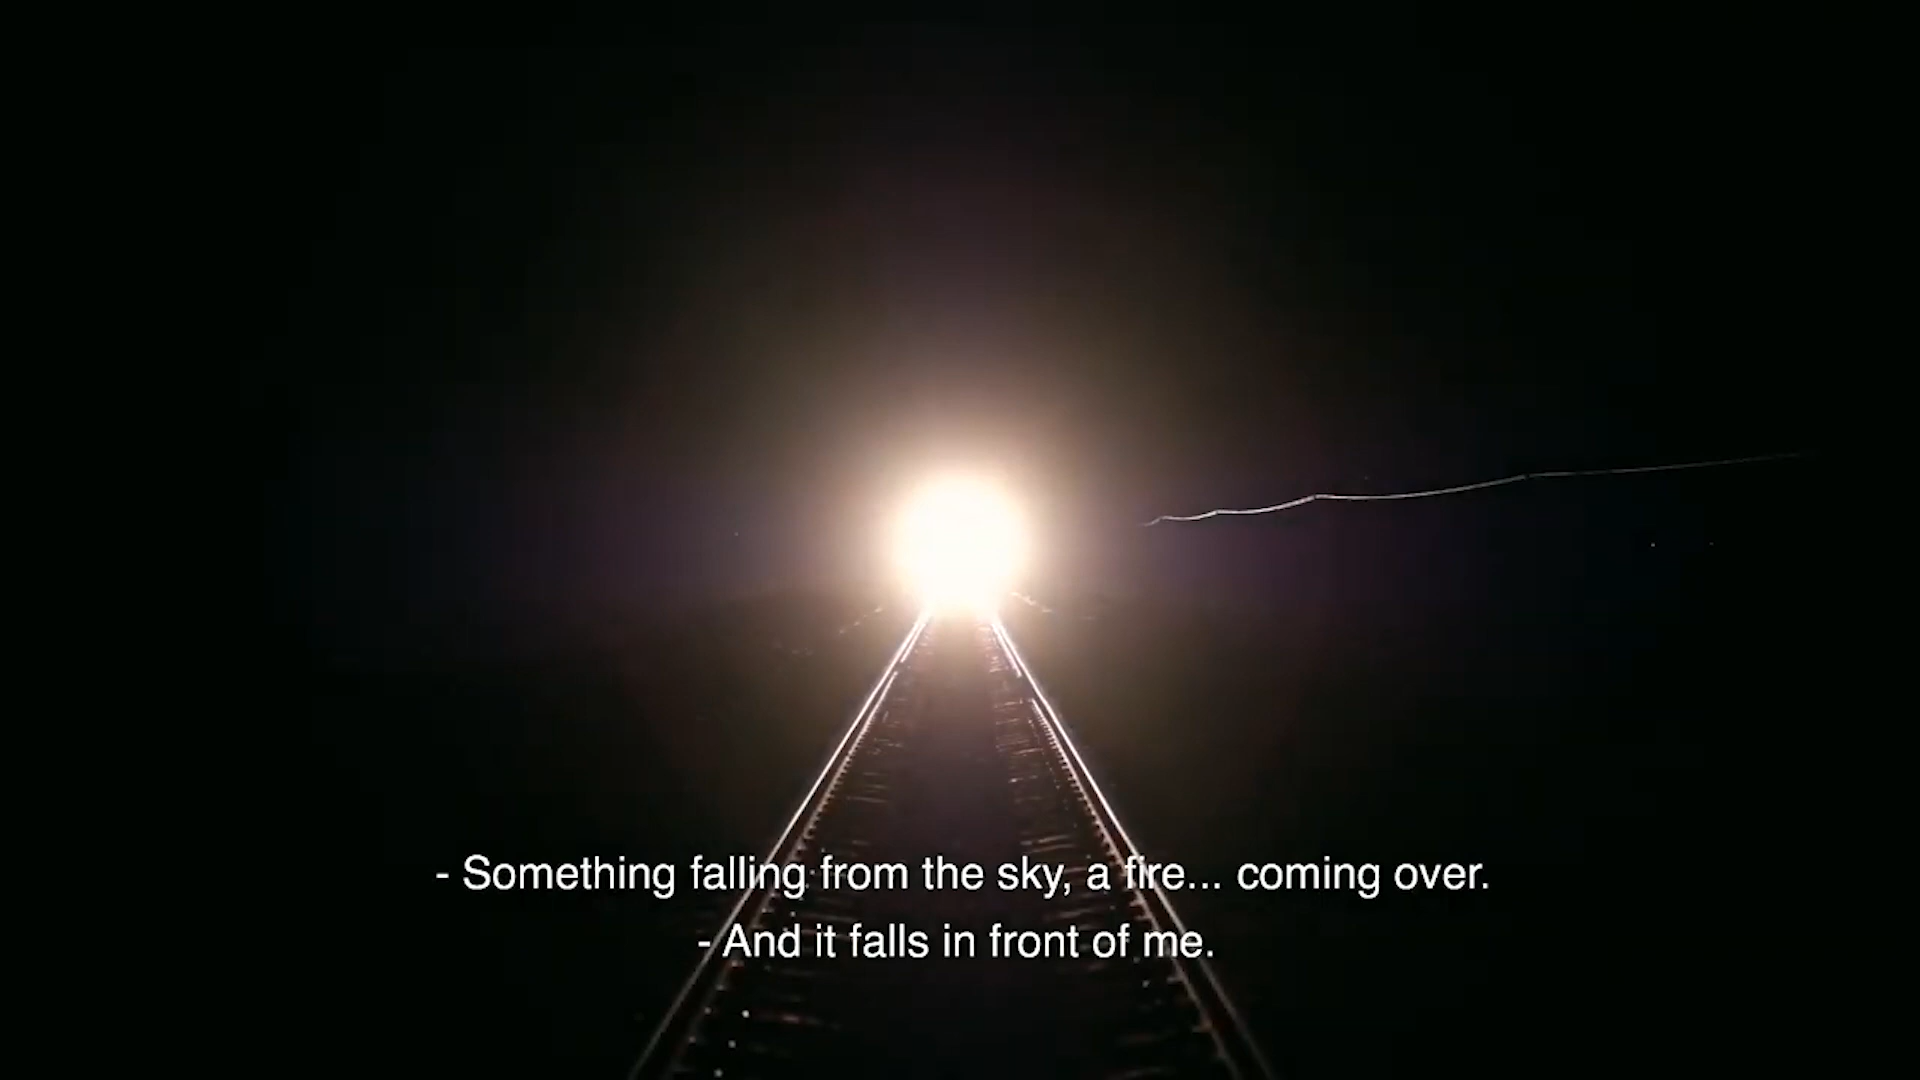 - Something falling from the sky, a fire... coming over.
- And it falls in front of me.